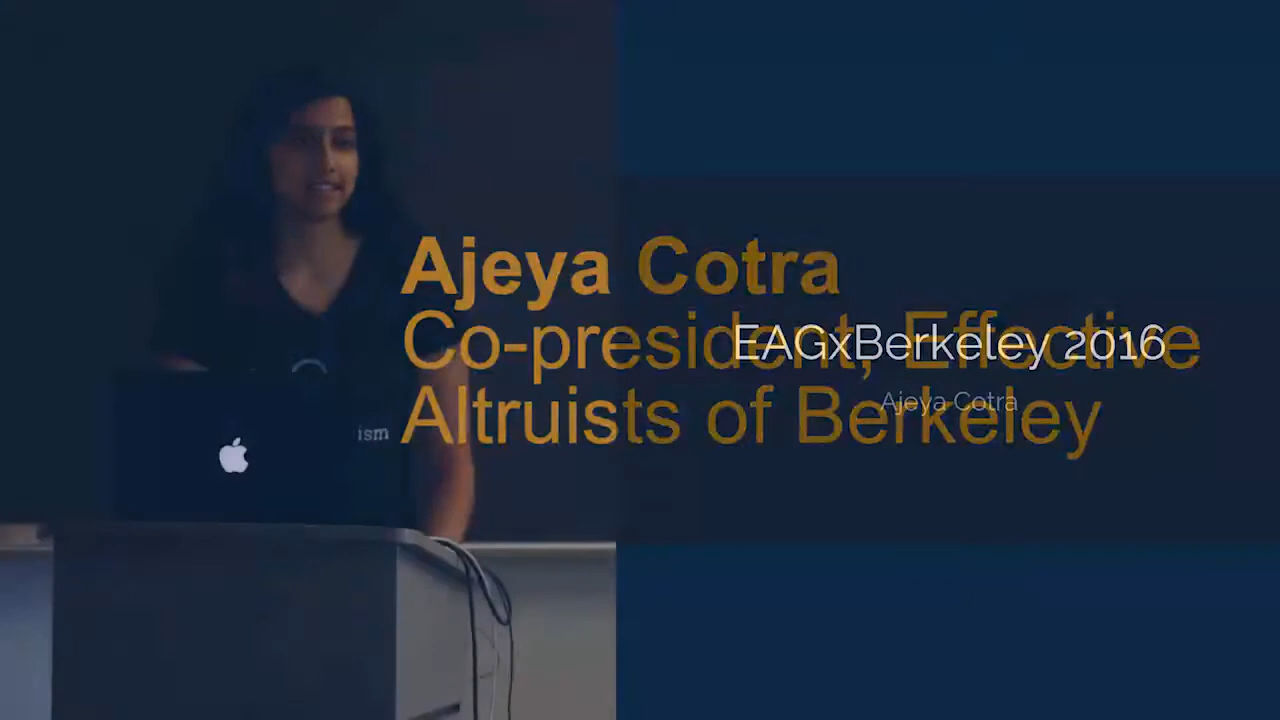 Ajeya Cotra
Co-president, Effective
Altruists of Berkeley
EAGxBerkeley 2016
Ajeya Cotra
ism